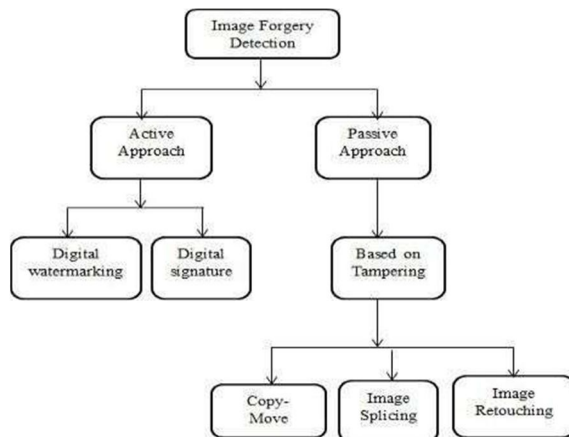 Image Forgery
Detection
Active
Approach
Passive
Approach
Digital
watermarking
Digital
signature
Based on
Tampering
Copy-
Move
Image
Splicing
Image
Retouching